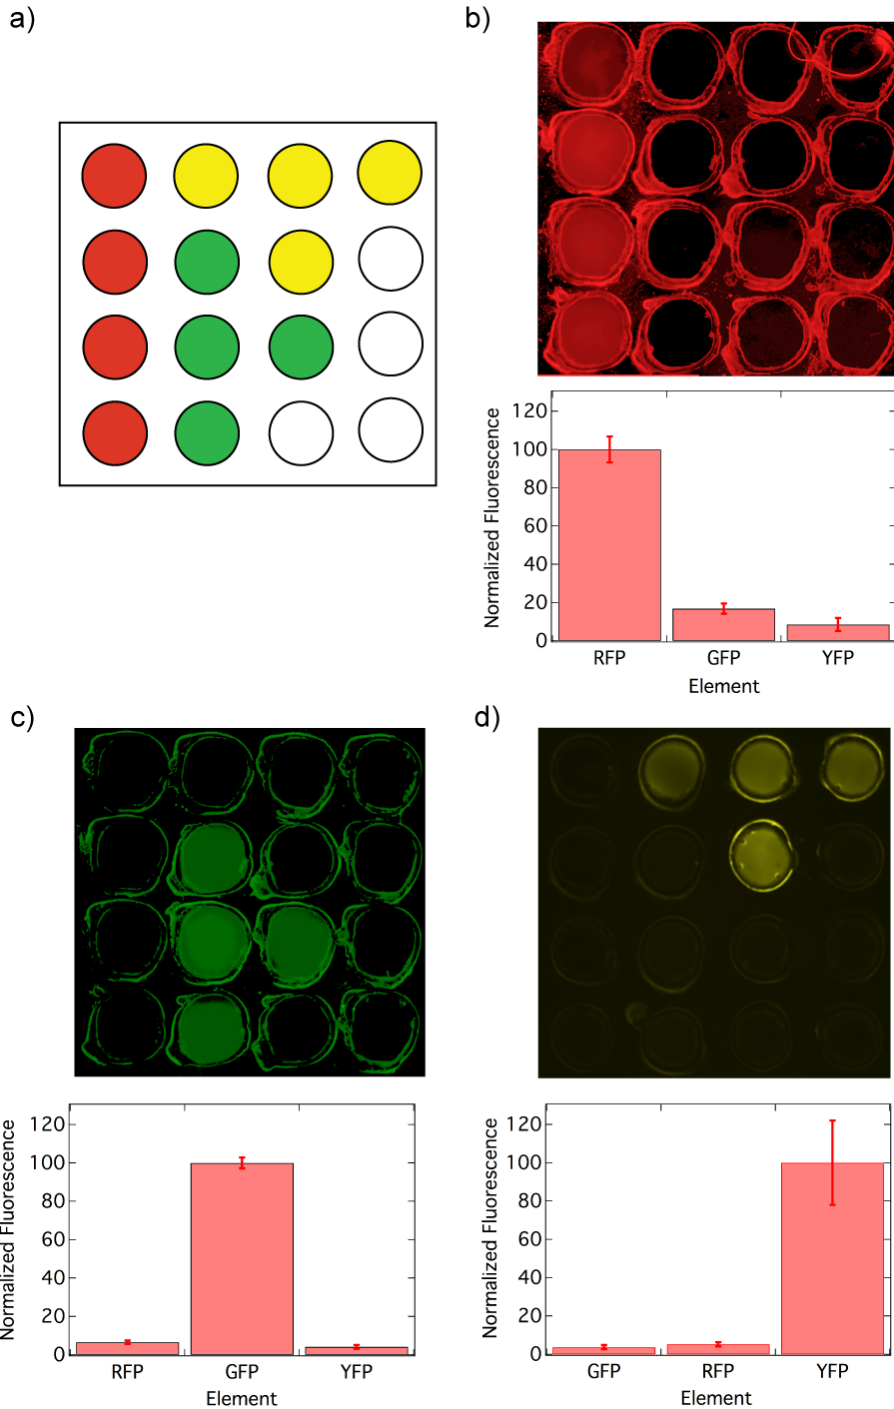 a)
b)
Normalized Fluorescence
120
100
80
60
40
20
0
RFP GFP YFP
Element
c)
d)
Normalized Fluorescence
120
100
80
60
40
20
0
RFP GFP YFP
Element
Normalized Fluorescence
120
100
80
60
40
20
0
GFP RFP YFP
Element